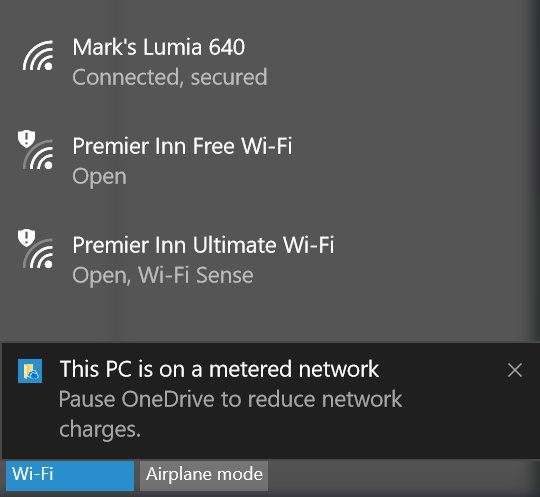 Mark's Lumia 640
Connected, secured
Premier Inn Free Wi-Fi
Open
Premier Inn Ultimate Wi-Fi
Open, Wi-Fi Sense
This PC is on a metered network
Pause OneDrive to reduce network
charges.
Wi-Fi
Airplane mode